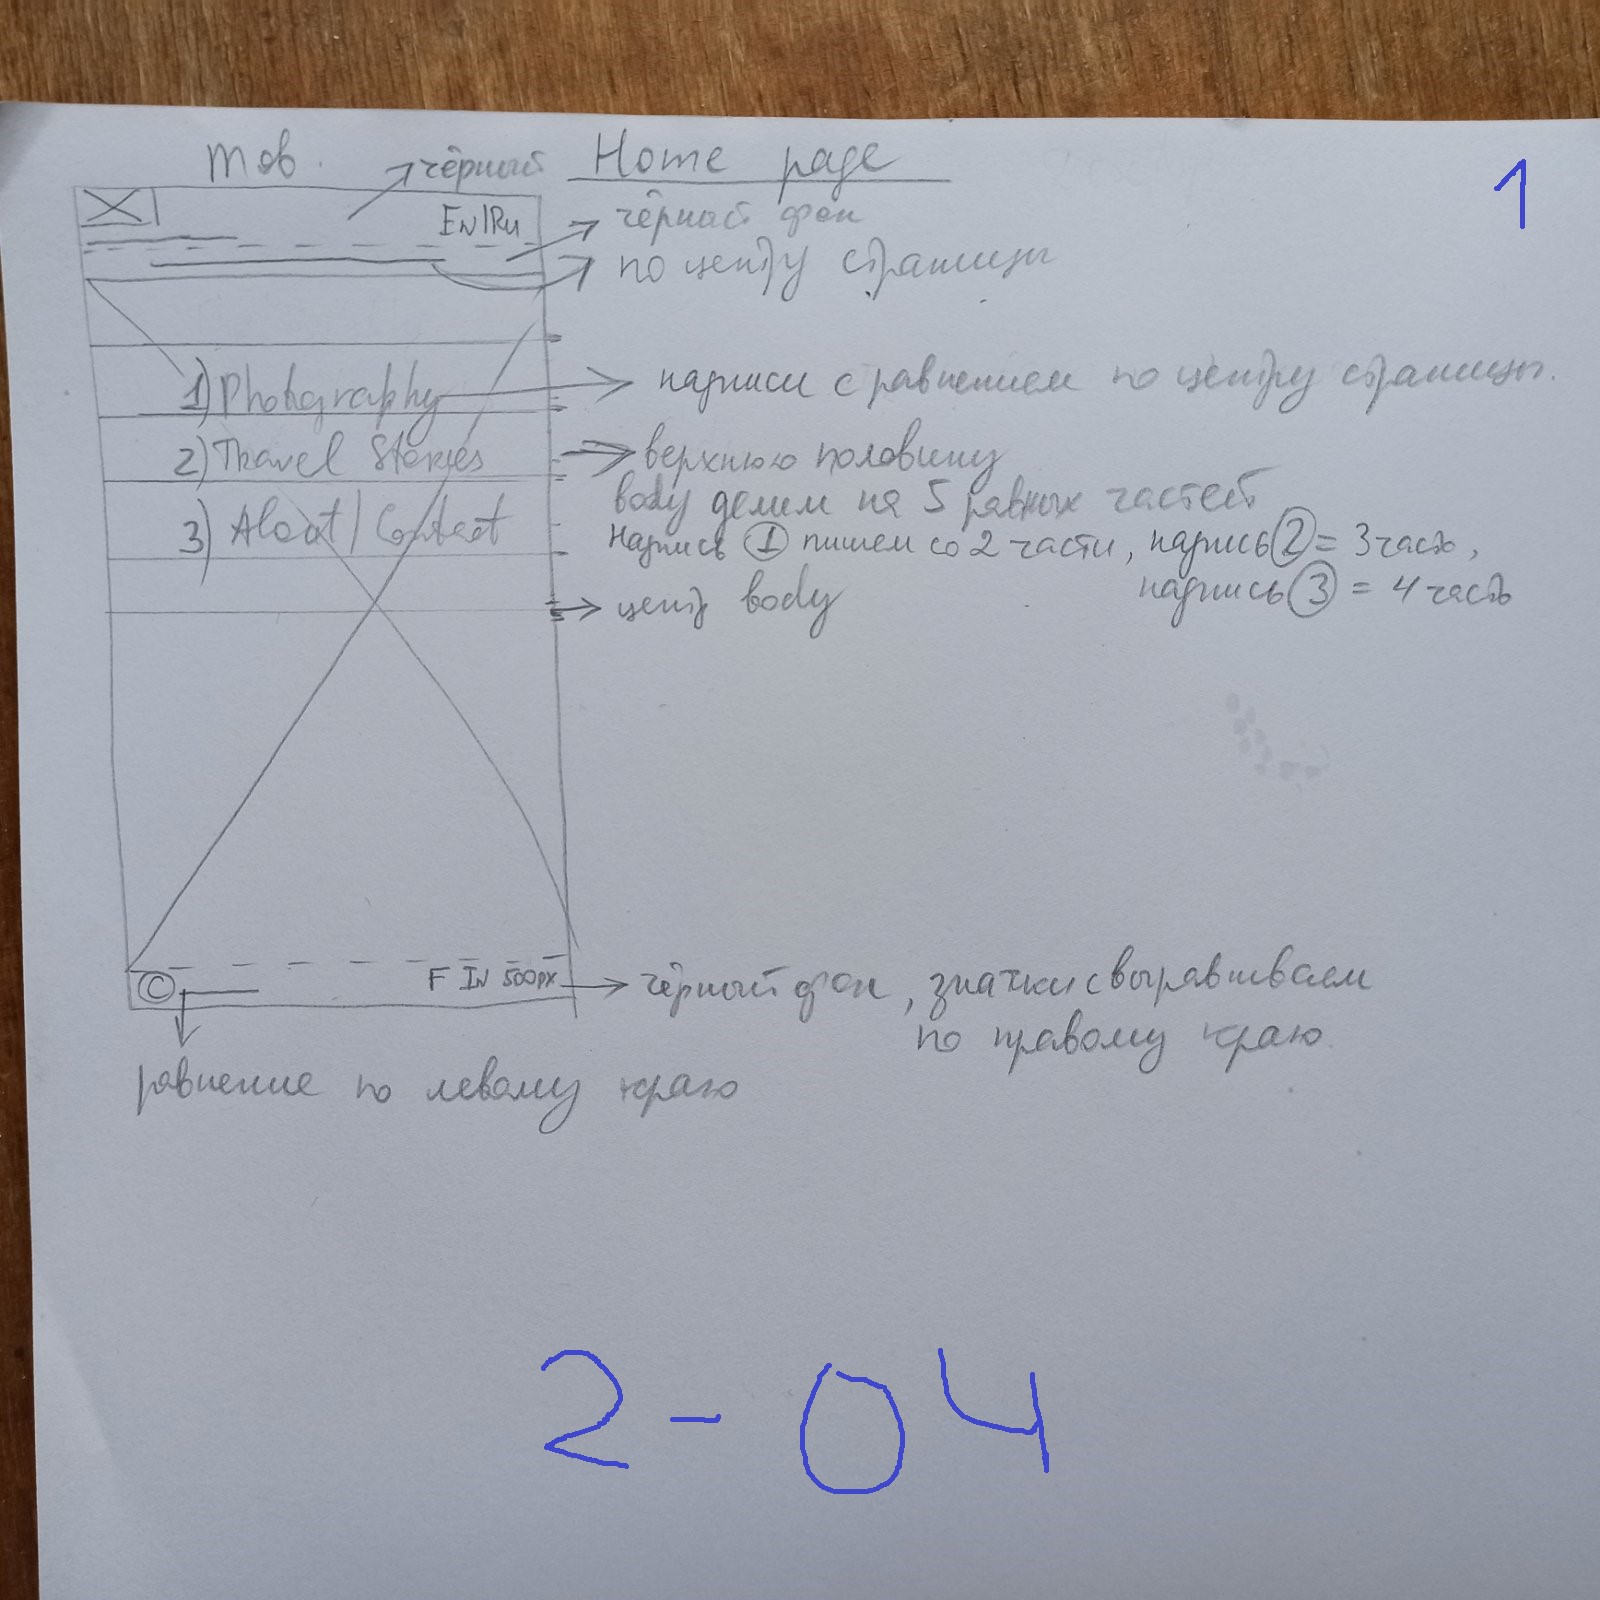 Моб. чёрный Home page
1
En|Ru
чёрный фон
по центру страницы
1) Photography
надписи с равнением по центру страницы.
2) Travel Stories
верхнюю половину
body делим на 5 равных частей
3) About / Contact
Надпись 1 пишем со 2 части, надпись 2 = 3 часть,
надпись 3 = 4 часть
центр body
© F IN 500px
чёрный фон, значки с выравниваем
по правому краю
равнение по левому краю
2-04